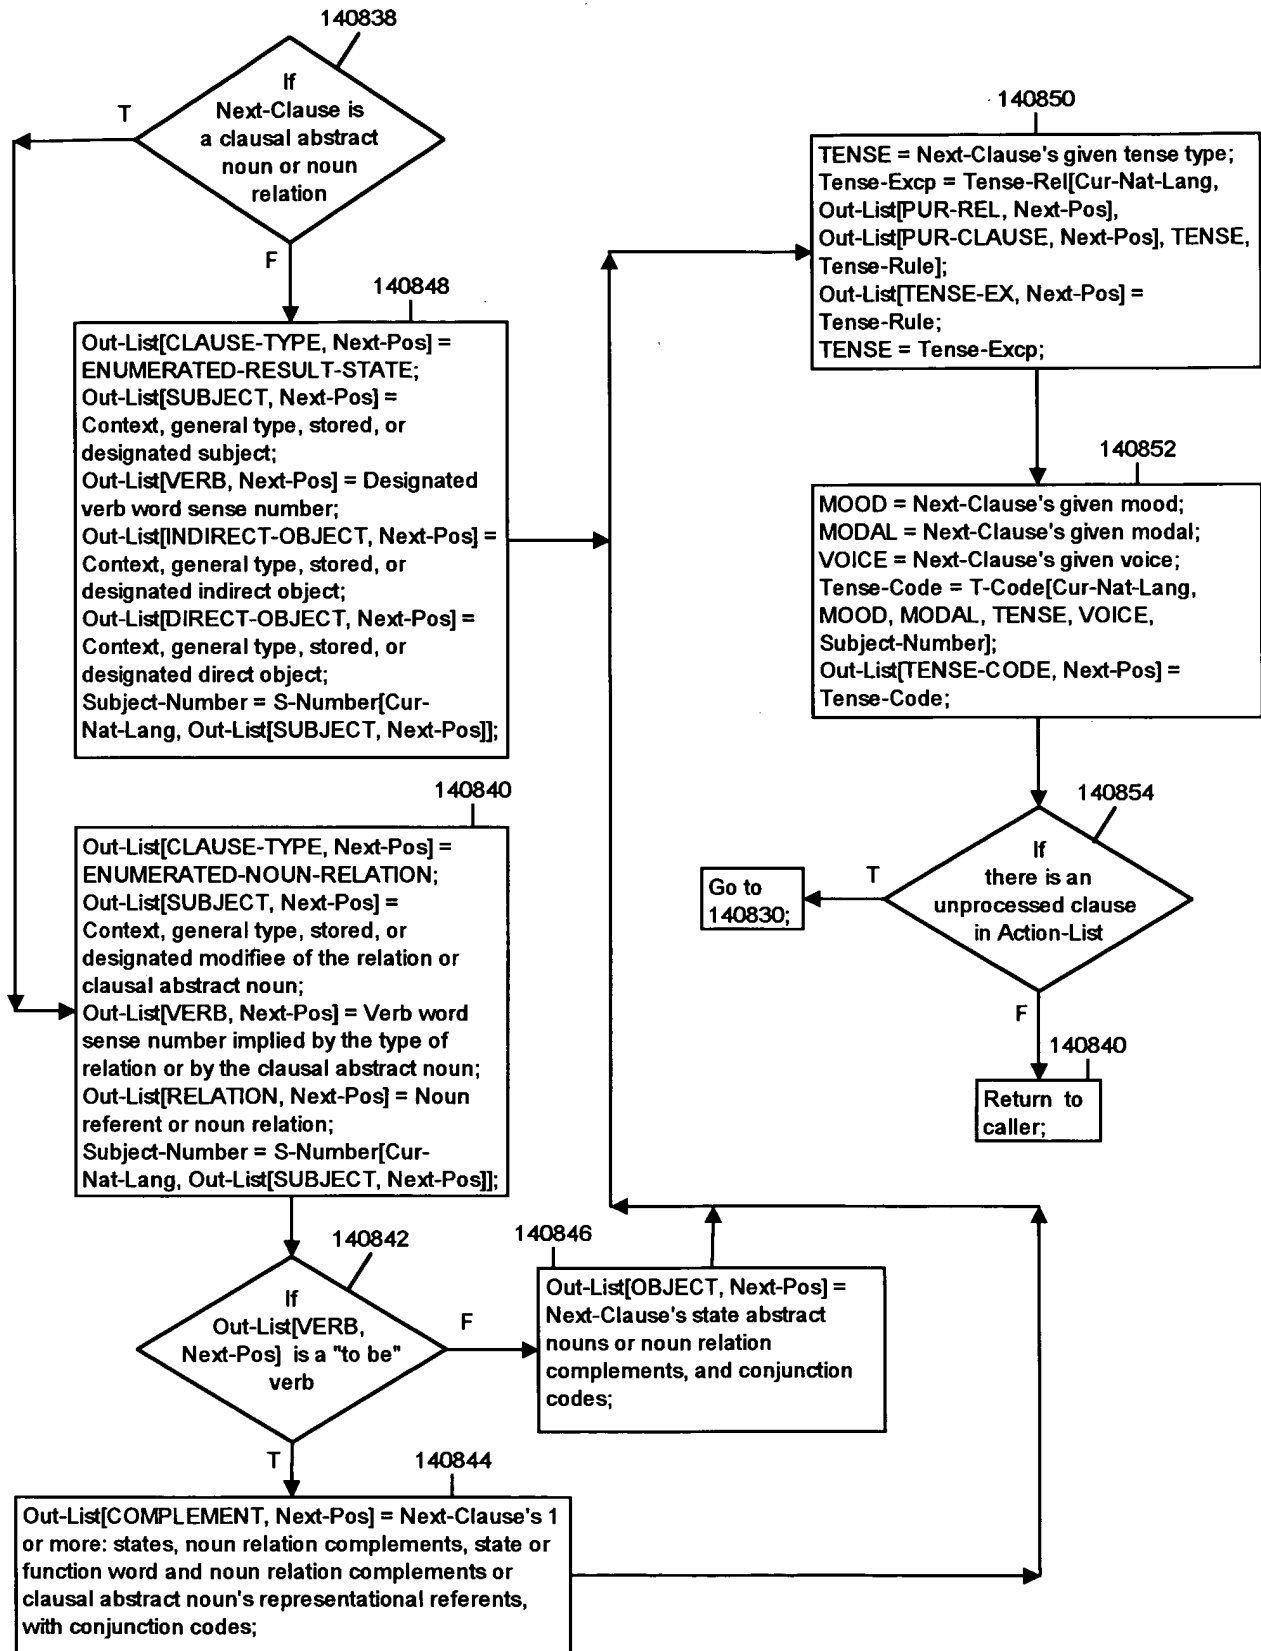 140838
If
Next-Clause is
a clausal abstract
noun or noun
relation
T
F
140848
Out-List[CLAUSE-TYPE, Next-Pos] =
ENUMERATED-RESULT-STATE;
Out-List[SUBJECT, Next-Pos] =
Context, general type, stored, or
designated subject;
Out-List[VERB, Next-Pos] = Designated
verb word sense number;
Out-List[INDIRECT-OBJECT, Next-Pos] =
Context, general type, stored, or
designated indirect object;
Out-List[DIRECT-OBJECT, Next-Pos] =
Context, general type, stored, or
designated direct object;
Subject-Number = S-Number[Cur-
Nat-Lang, Out-List[SUBJECT, Next-Pos]];
140840
Out-List[CLAUSE-TYPE, Next-Pos] =
ENUMERATED-NOUN-RELATION;
Out-List[SUBJECT, Next-Pos] =
Context, general type, stored, or
designated modifiee of the relation or
clausal abstract noun;
Out-List[VERB, Next-Pos] = Verb word
sense number implied by the type of
relation or by the clausal abstract noun;
Out-List[RELATION, Next-Pos] = Noun
referent or noun relation;
Subject-Number = S-Number[Cur-
Nat-Lang, Out-List[SUBJECT, Next-Pos]];
140842
If
Out-List[VERB,
Next-Pos] is a "to be"
verb
F
T
140846
Out-List[OBJECT, Next-Pos] =
Next-Clause's state abstract
nouns or noun relation
complements, and conjunction
codes;
140844
Out-List[COMPLEMENT, Next-Pos] = Next-Clause's 1
or more: states, noun relation complements, state or
function word and noun relation complements or
clausal abstract noun's representational referents,
with conjunction codes;
140850
TENSE = Next-Clause's given tense type;
Tense-Excp = Tense-Rel[Cur-Nat-Lang,
Out-List[PUR-REL, Next-Pos],
Out-List[PUR-CLAUSE, Next-Pos], TENSE,
Tense-Rule];
Out-List[TENSE-EX, Next-Pos] =
Tense-Rule;
TENSE = Tense-Excp;
140852
MOOD = Next-Clause's given mood;
MODAL = Next-Clause's given modal;
VOICE = Next-Clause's given voice;
Tense-Code = T-Code[Cur-Nat-Lang,
MOOD, MODAL, TENSE, VOICE,
Subject-Number];
Out-List[TENSE-CODE, Next-Pos] =
Tense-Code;
140854
If
there is an
unprocessed clause
in Action-List
T
Go to
140830;
F
140840
Return to
caller;